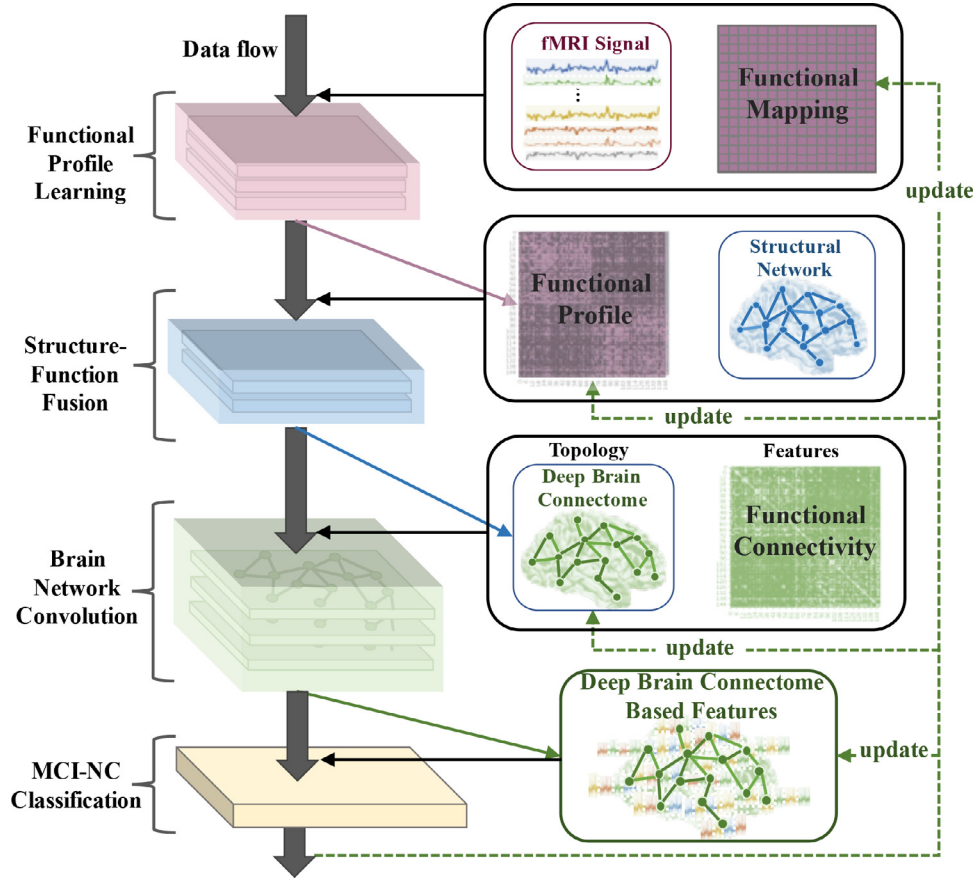 Data flow
fMRI Signal
Functional
Mapping
Functional
Profile
Learning
update
Functional
Profile
Structural
Network
Structure-
Function
Fusion
update
Topology
Features
Deep Brain
Connectome
Functional
Connectivity
Brain
Network
Convolution
update
Deep Brain Connectome
Based Features
update
MCI-NC
Classification